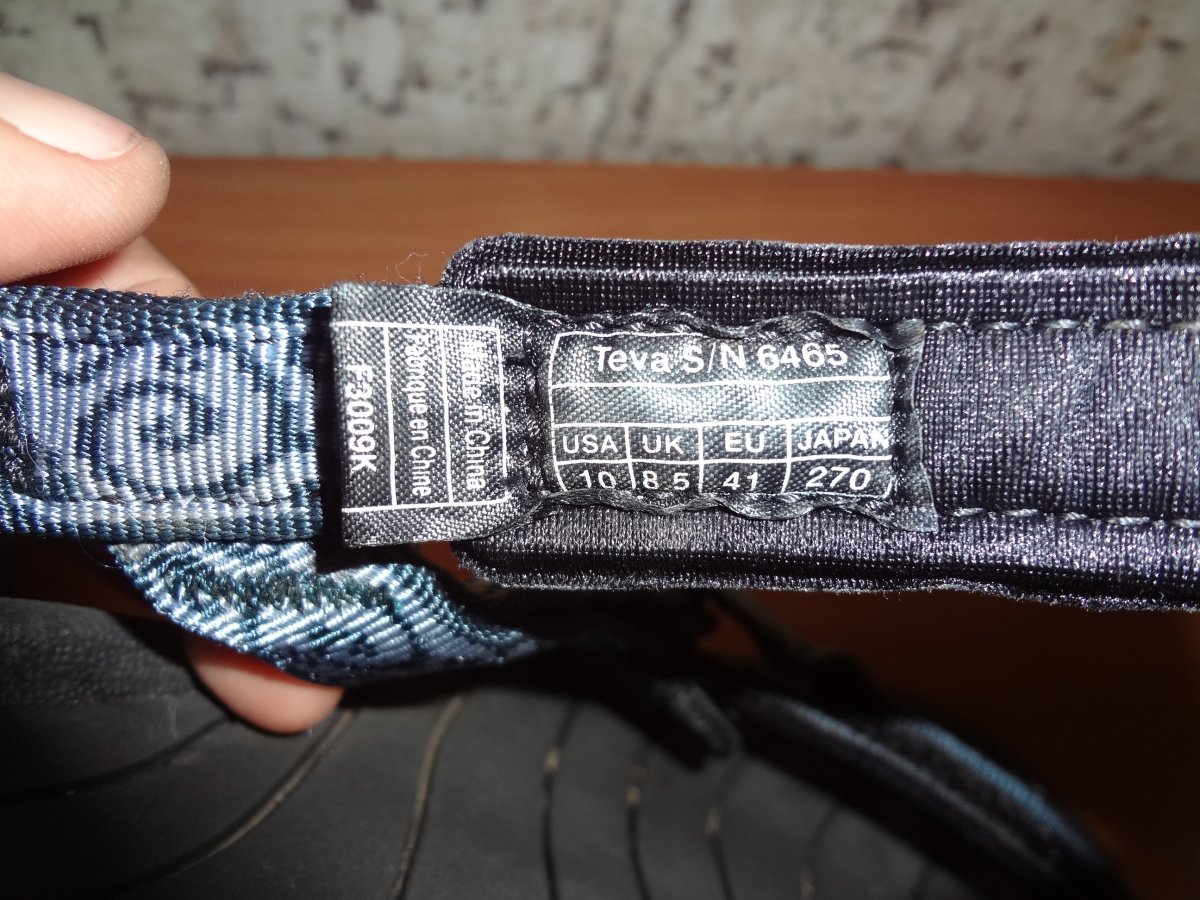 Teva S/N 6465
USA UK EU JAPAN
10 8.5 41 270
Made in China
Fabriqué en Chine
F3009K